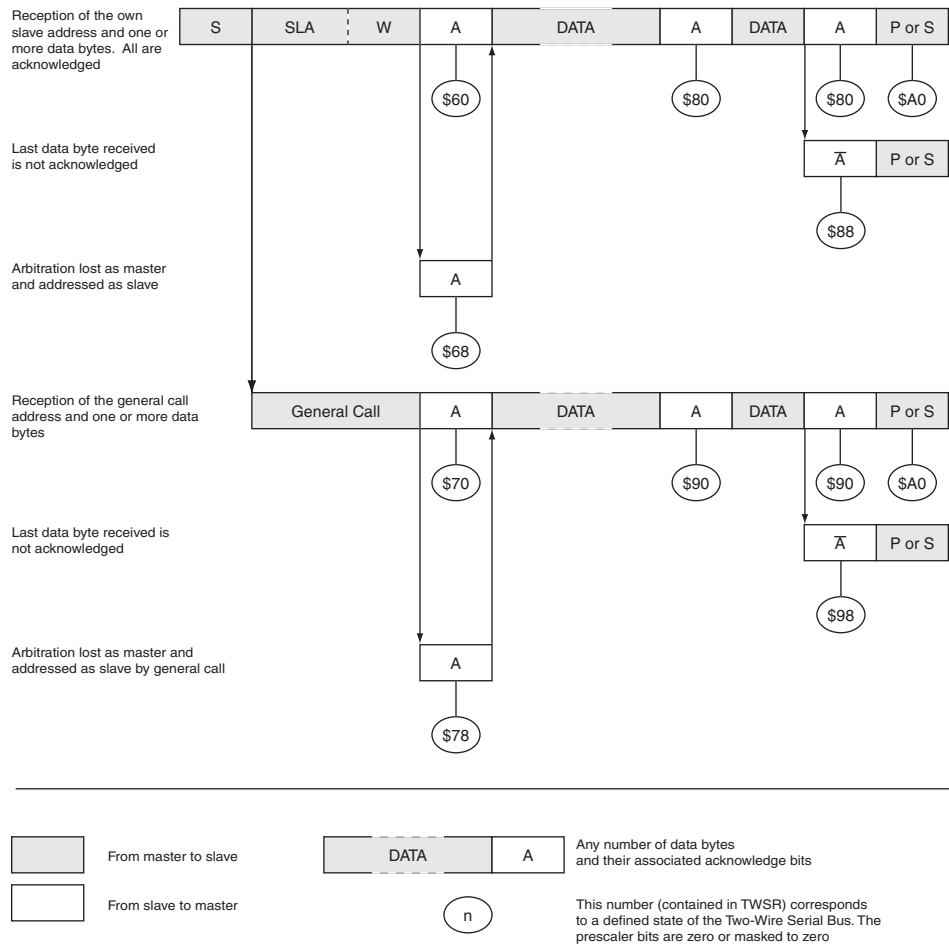 Reception of the own
slave address and one or
more data bytes. All are
acknowledged
S SLA W A DATA A DATA A P or S
$60 $80 $80 $A0
Last data byte received
is not acknowledged
A̅ P or S
$88
Arbitration lost as master
and addressed as slave
A
$68
Reception of the general call
address and one or more data
bytes
General Call A DATA A DATA A P or S
$70 $90 $90 $A0
Last data byte received is
not acknowledged
A̅ P or S
$98
Arbitration lost as master and
addressed as slave by general call
A
$78
From master to slave
DATA A
Any number of data bytes
and their associated acknowledge bits
From slave to master
n
This number (contained in TWSR) corresponds
to a defined state of the Two-Wire Serial Bus. The
prescaler bits are zero or masked to zero